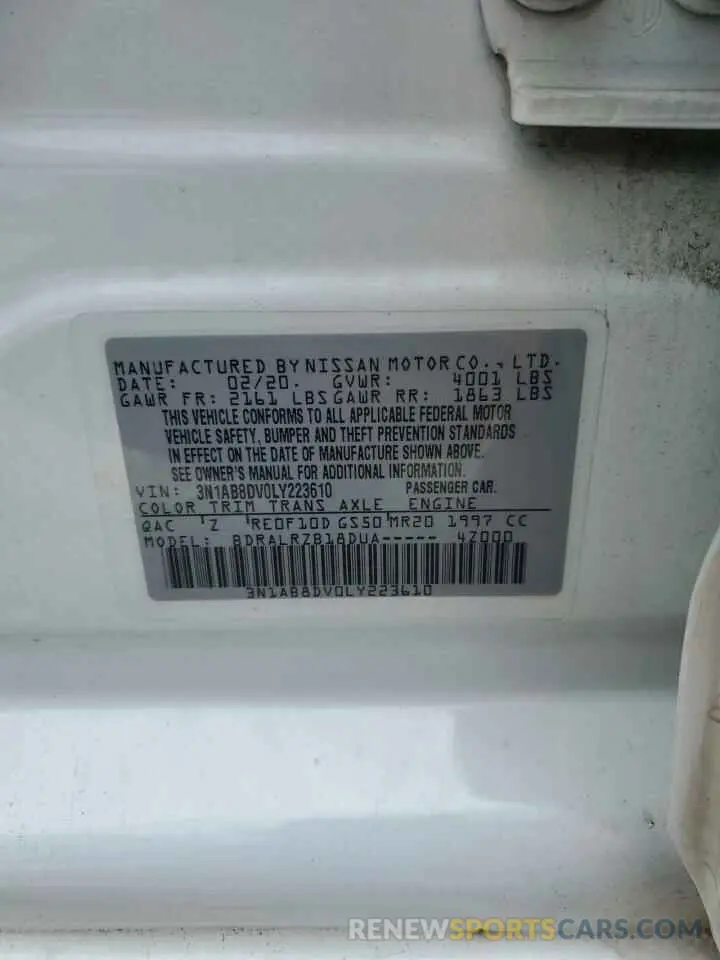 MANUFACTURED BY NISSAN MOTOR CO., LTD.
DATE: 02/20. GVWR: 4001 LBS
GAWR FR: 2161 LBS GAWR RR: 1863 LBS
THIS VEHICLE CONFORMS TO ALL APPLICABLE FEDERAL MOTOR
VEHICLE SAFETY, BUMPER AND THEFT PREVENTION STANDARDS
IN EFFECT ON THE DATE OF MANUFACTURE SHOWN ABOVE.
SEE OWNER'S MANUAL FOR ADDITIONAL INFORMATION.
VIN: 3N1AB8DV0LY223610 PASSENGER CAR.
COLOR TRIM TRANS AXLE ENGINE
QAC Z RE0F10D GS50 MR20 1997 CC
MODEL: BDRALRZB18DUA----- 4Z000
3N1AB8DV0LY223610
RENEWSPORTSCARS.COM